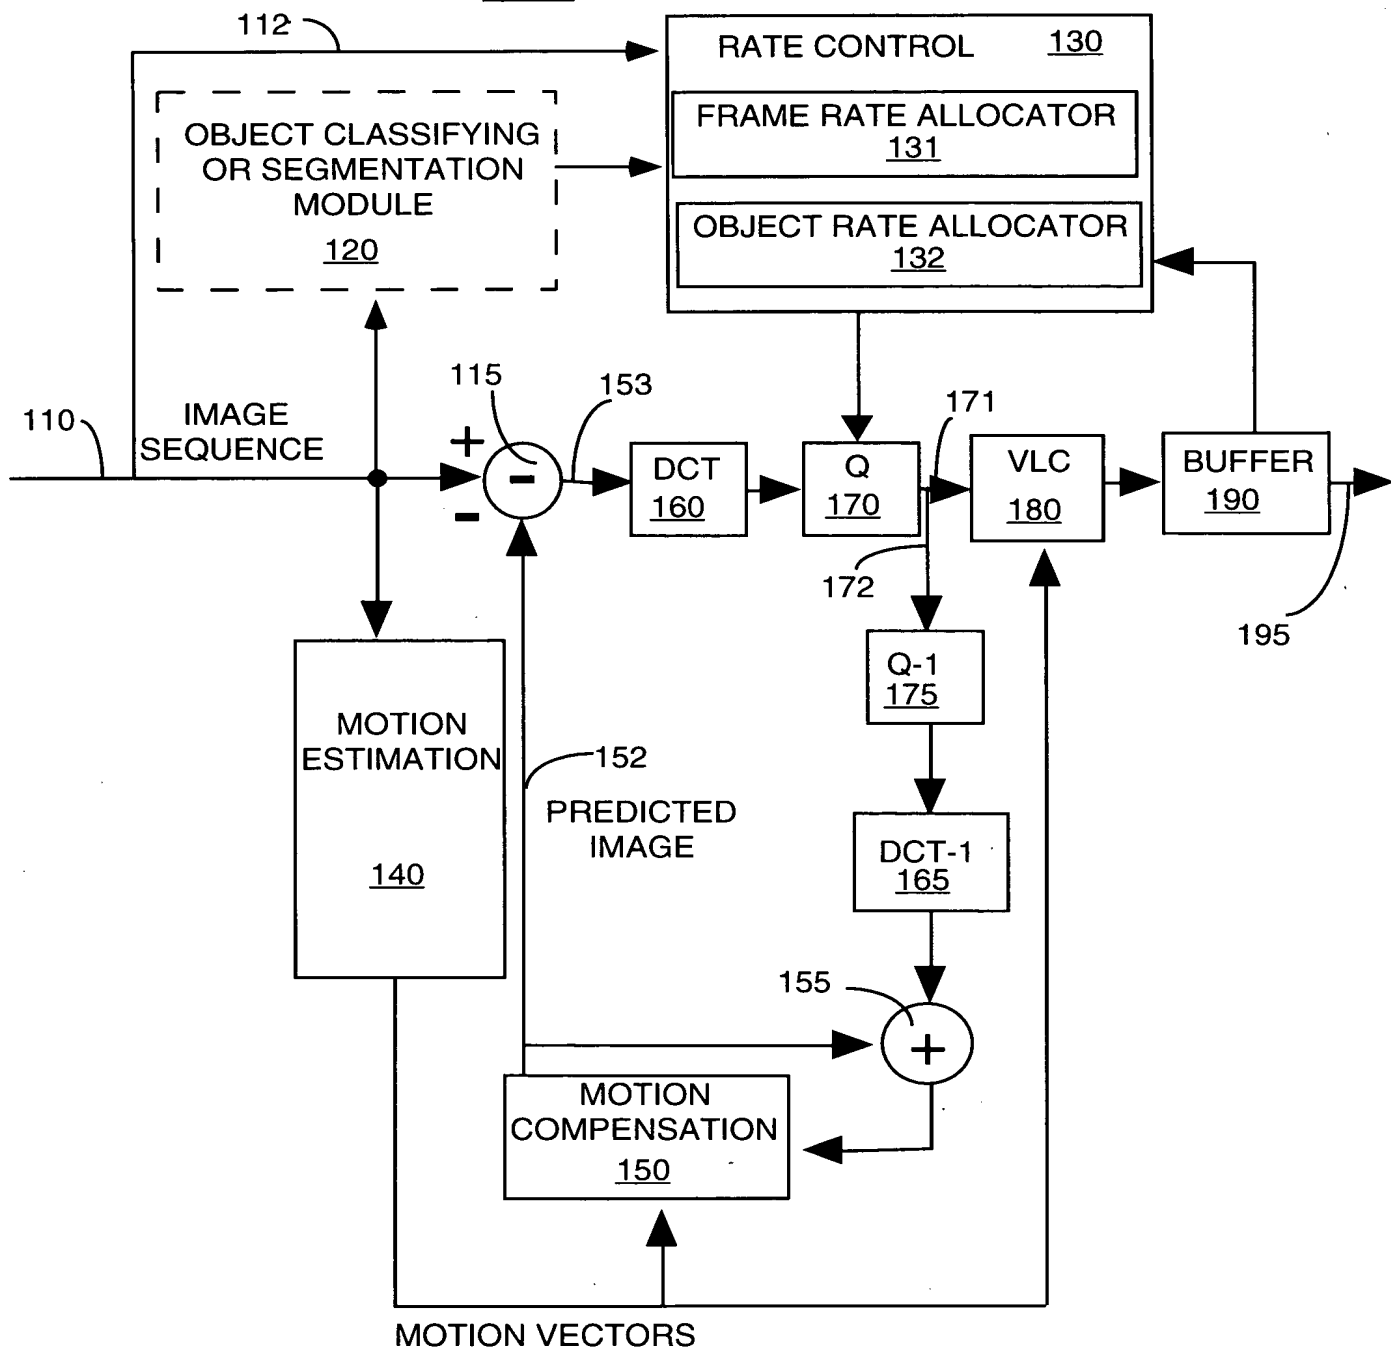 112
RATE CONTROL 130
FRAME RATE ALLOCATOR
131
OBJECT RATE ALLOCATOR
132
OBJECT CLASSIFYING
OR SEGMENTATION
MODULE
120
110
IMAGE
SEQUENCE
115
+
-
-
153
DCT
160
Q
170
171
172
VLC
180
BUFFER
190
195
Q-1
175
DCT-1
165
155
+
MOTION
ESTIMATION
140
152
PREDICTED
IMAGE
MOTION
COMPENSATION
150
MOTION VECTORS